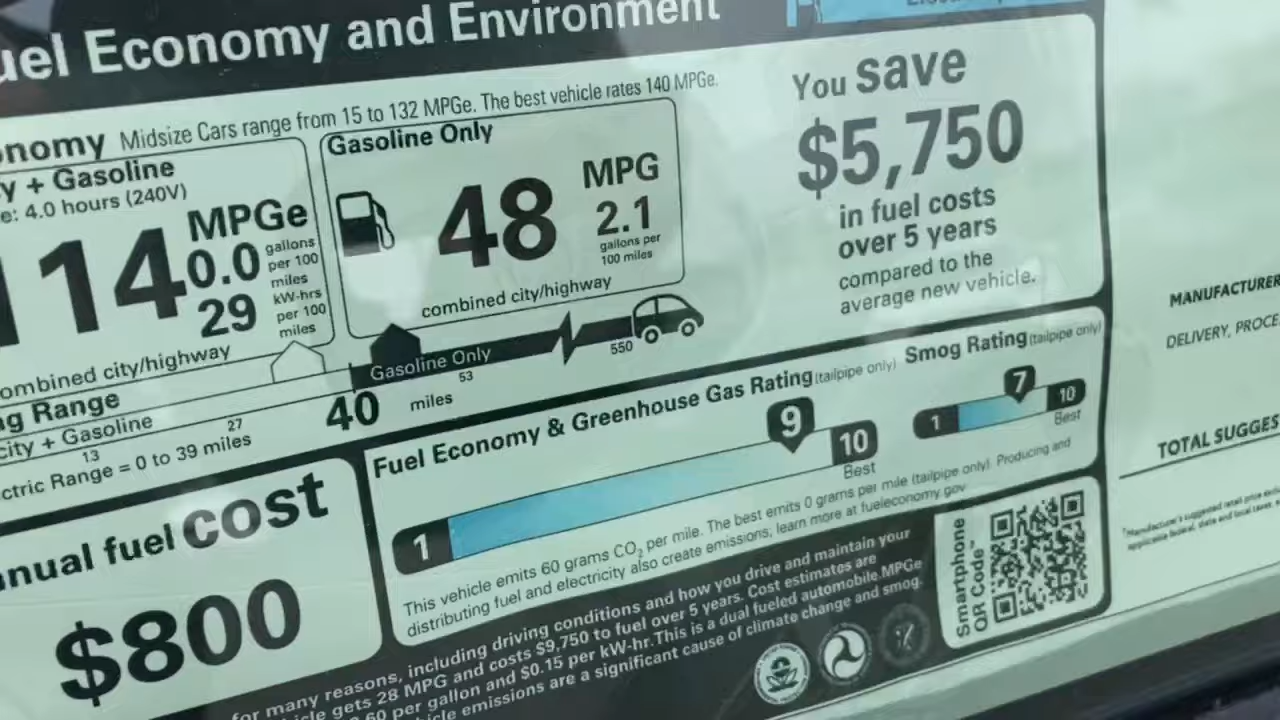 uel Economy and Environment
onomy Midsize Cars range from 15 to 132 MPGe. The best vehicle rates 140 MPGe.
y + Gasoline
e: 4.0 hours (240V)
114 MPGe
0.0 gallons per 100 miles
29 kW-hrs per 100 miles
ombined city/highway
Gasoline Only
48 MPG
2.1
gallons per
100 miles
combined city/highway
You save
$5,750
in fuel costs
over 5 years
compared to the
average new vehicle.
ng Range
city + Gasoline
Gasoline Only
550
13
27
40
53
miles
ctric Range = 0 to 39 miles
nnual fuel cost
$800
Fuel Economy & Greenhouse Gas Rating (tailpipe only)
1
9
10
Best
Smog Rating (tailpipe only)
1
7
10
Best
This vehicle emits 60 grams CO₂ per mile. The best emits 0 grams per mile (tailpipe only). Producing and
distributing fuel and electricity also create emissions; learn more at fueleconomy.gov
for many reasons, including driving conditions and how you drive and maintain your
icle gets 28 MPG and costs $9,750 to fuel over 5 years. Cost estimates are
.60 per gallon and $0.15 per kW-hr. This is a dual fueled automobile. MPGe
icle emissions are a significant cause of climate change and smog.
Smartphone
QR Code™
MANUFACTURER
DELIVERY, PROCE
TOTAL SUGGES